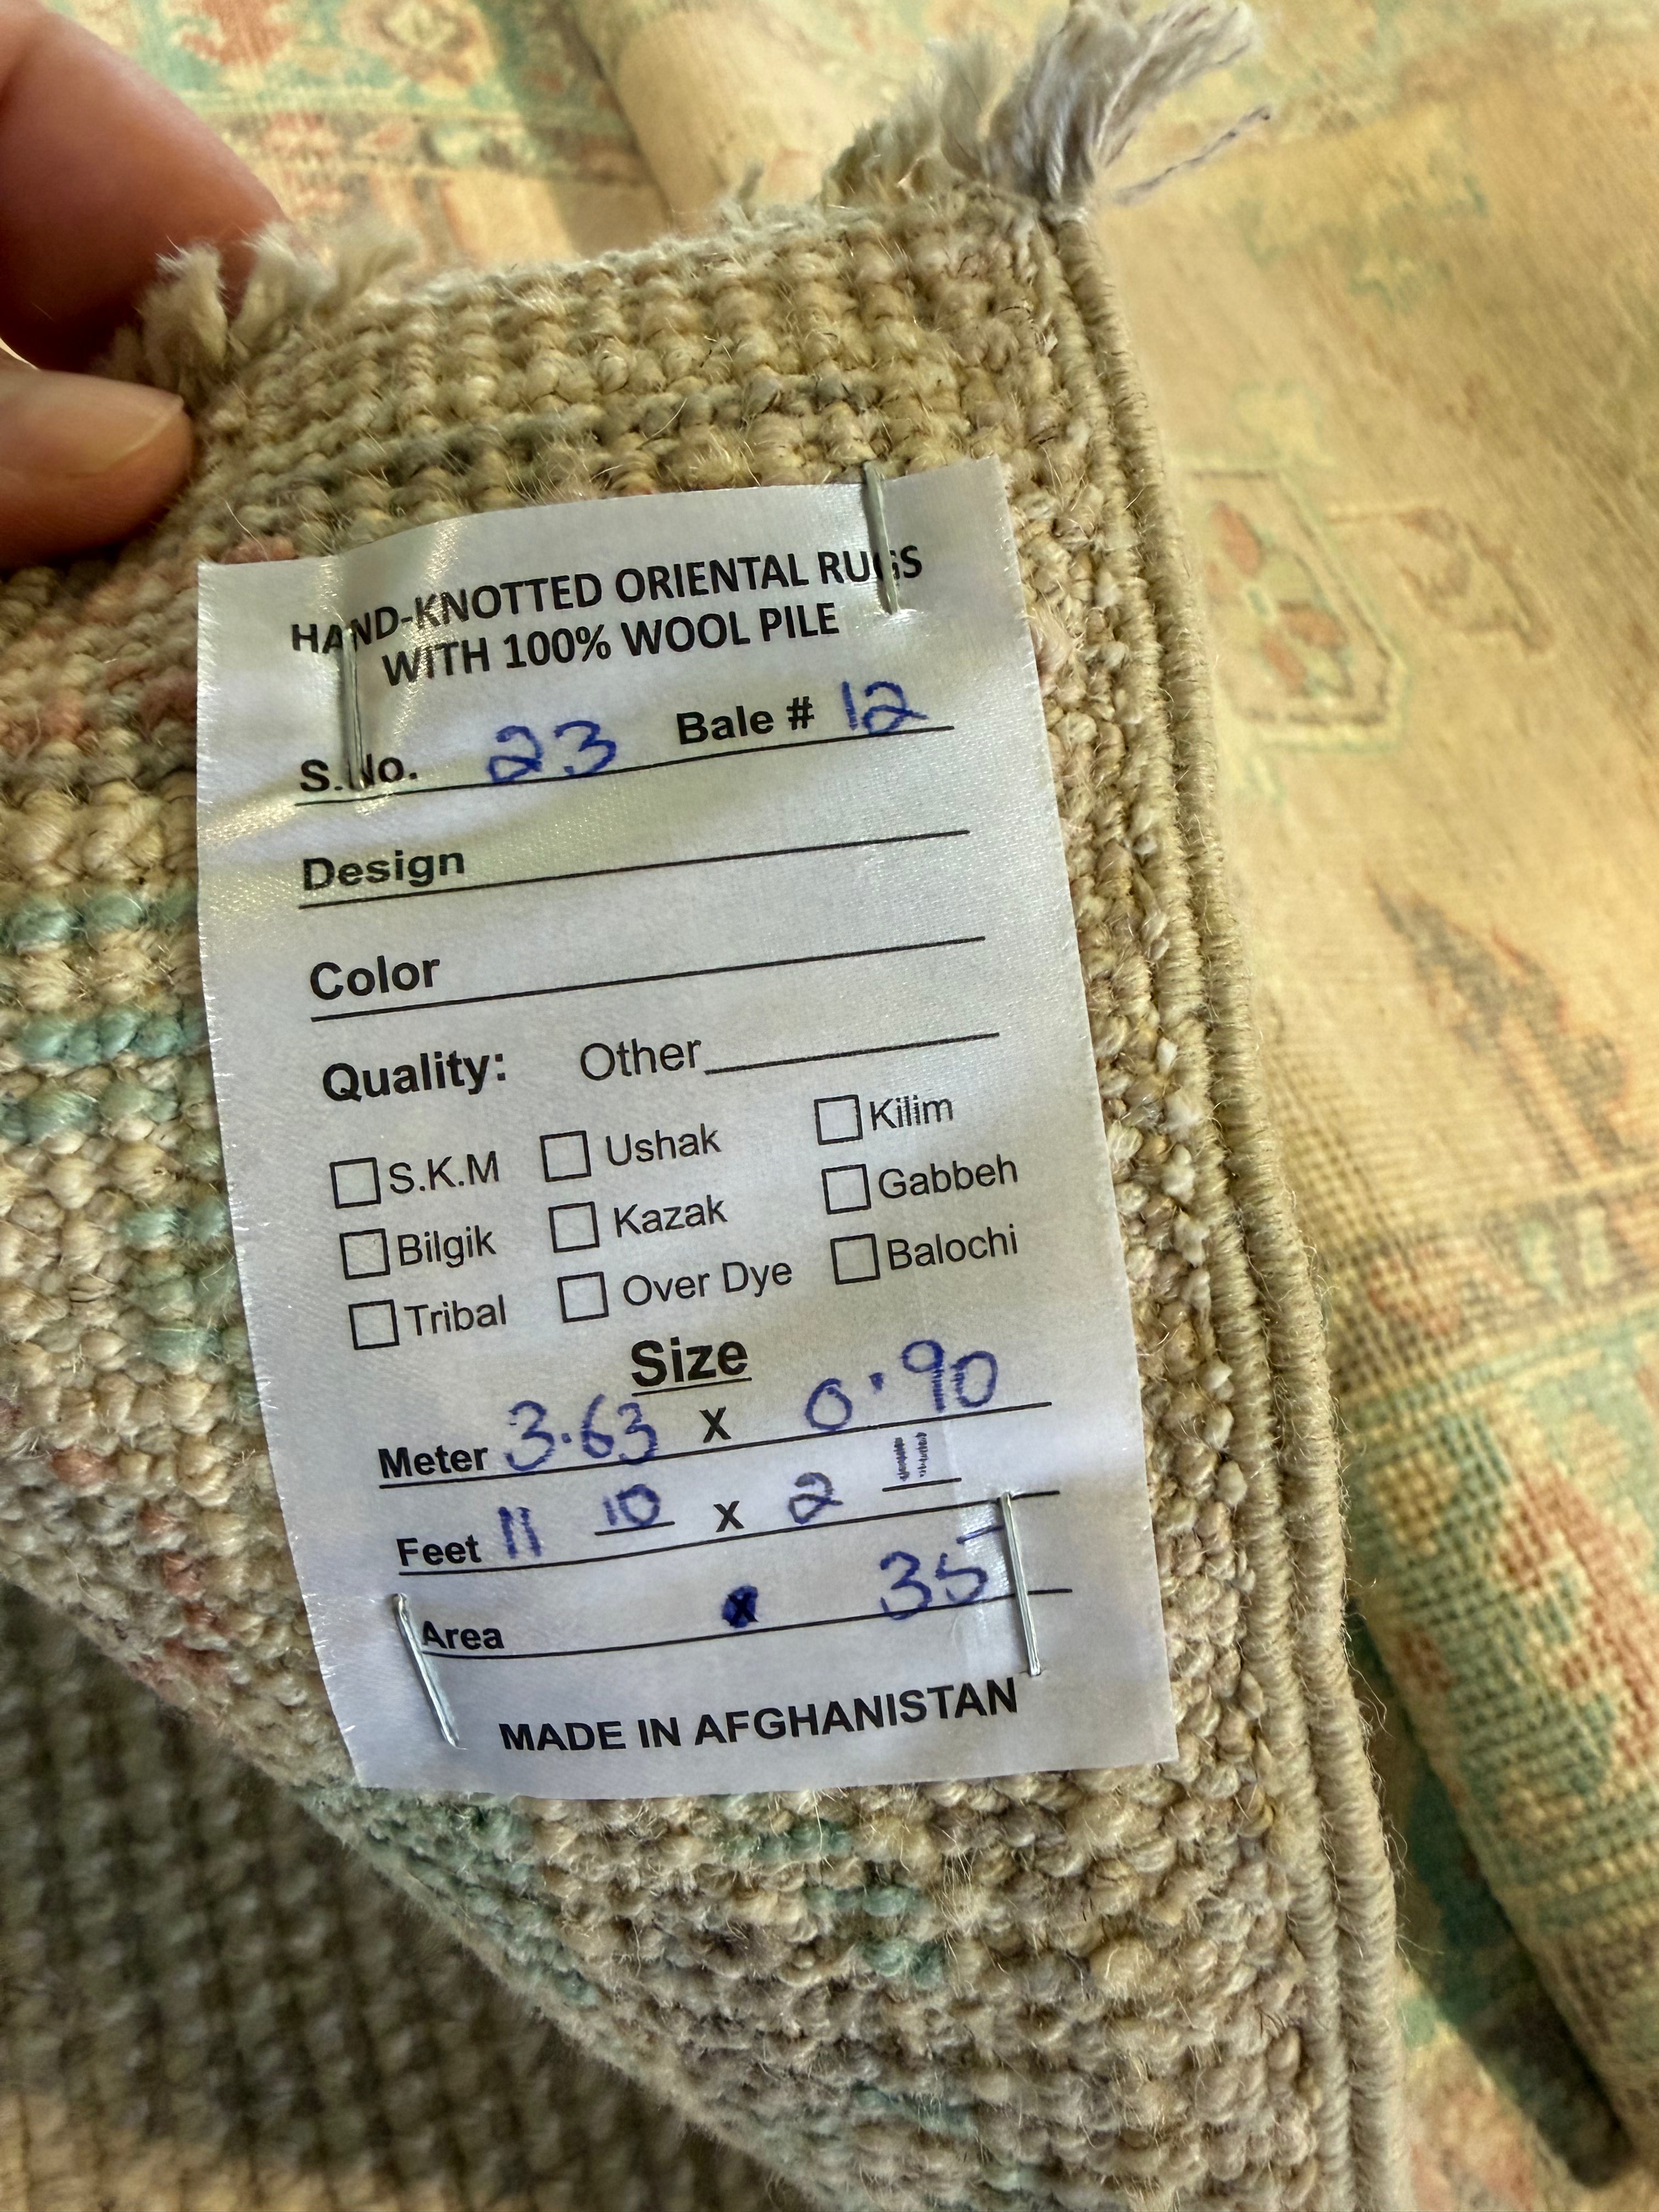 HAND-KNOTTED ORIENTAL RUGS
WITH 100% WOOL PILE
S.No. 23 Bale # 12
Design
Color
Quality: Other
S.K.M Ushak Kilim
Bilgik Kazak Gabbeh
Tribal Over Dye Balochi
Size
Meter 3.63 x 0.90
Feet 11 10 x 2 11
Area x 35
MADE IN AFGHANISTAN